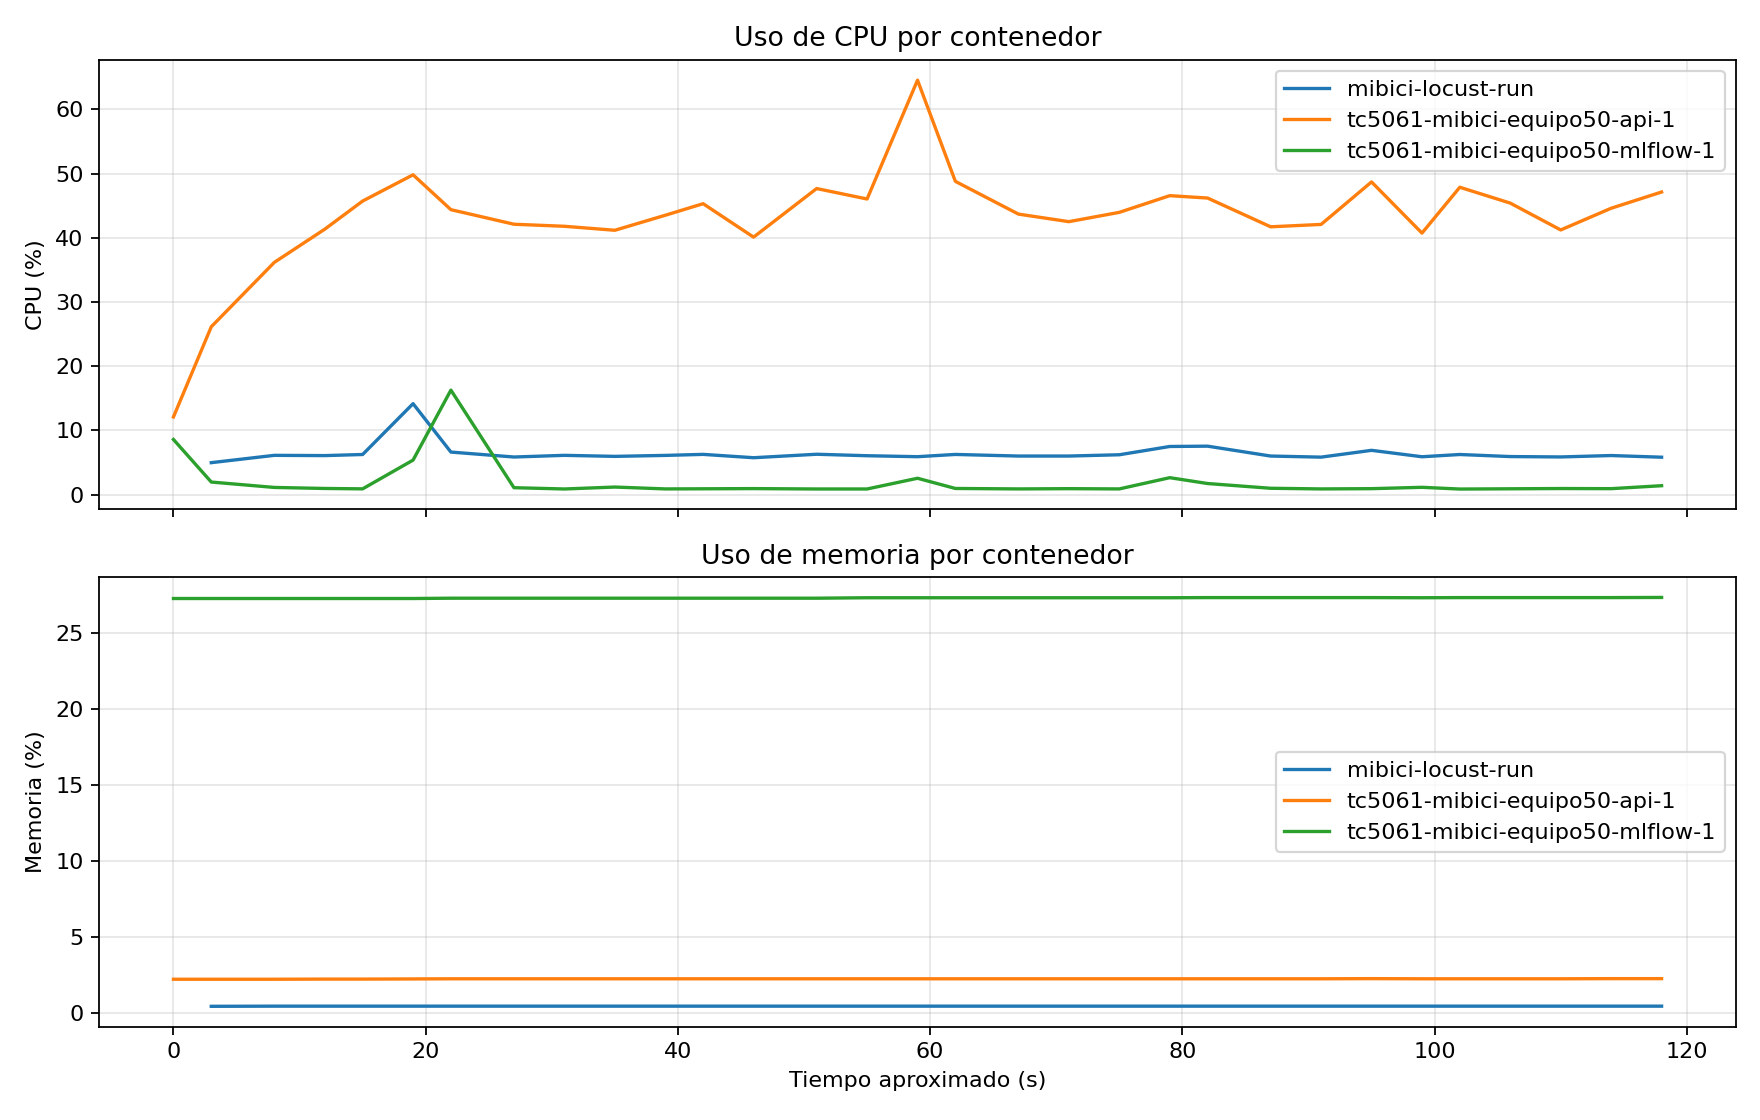 Uso de CPU por contenedor
CPU (%)
60
50
40
30
20
10
0
mibici-locust-run
tc5061-mibici-equipo50-api-1
tc5061-mibici-equipo50-mlflow-1
Uso de memoria por contenedor
Memoria (%)
25
20
15
10
5
0
mibici-locust-run
tc5061-mibici-equipo50-api-1
tc5061-mibici-equipo50-mlflow-1
0 20 40 60 80 100 120
Tiempo aproximado (s)